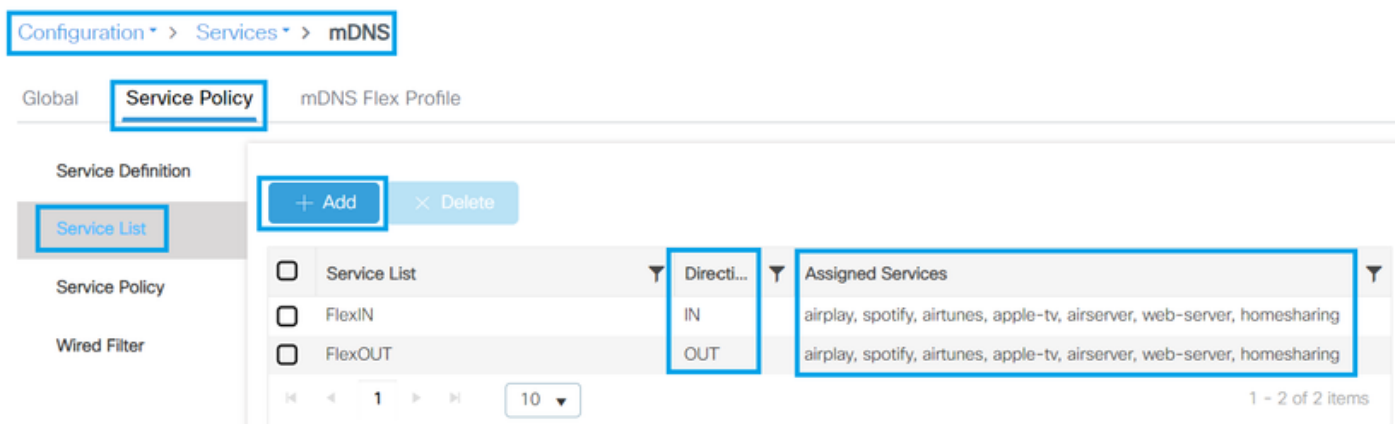 Configuration > Services > mDNS
Global Service Policy mDNS Flex Profile
Service Definition
Service List
Service Policy
Wired Filter
+ Add × Delete
Service List Directi... Assigned Services
FlexIN IN airplay, spotify, airtunes, apple-tv, airserver, web-server, homesharing
FlexOUT OUT airplay, spotify, airtunes, apple-tv, airserver, web-server, homesharing
1 10 1 - 2 of 2 items